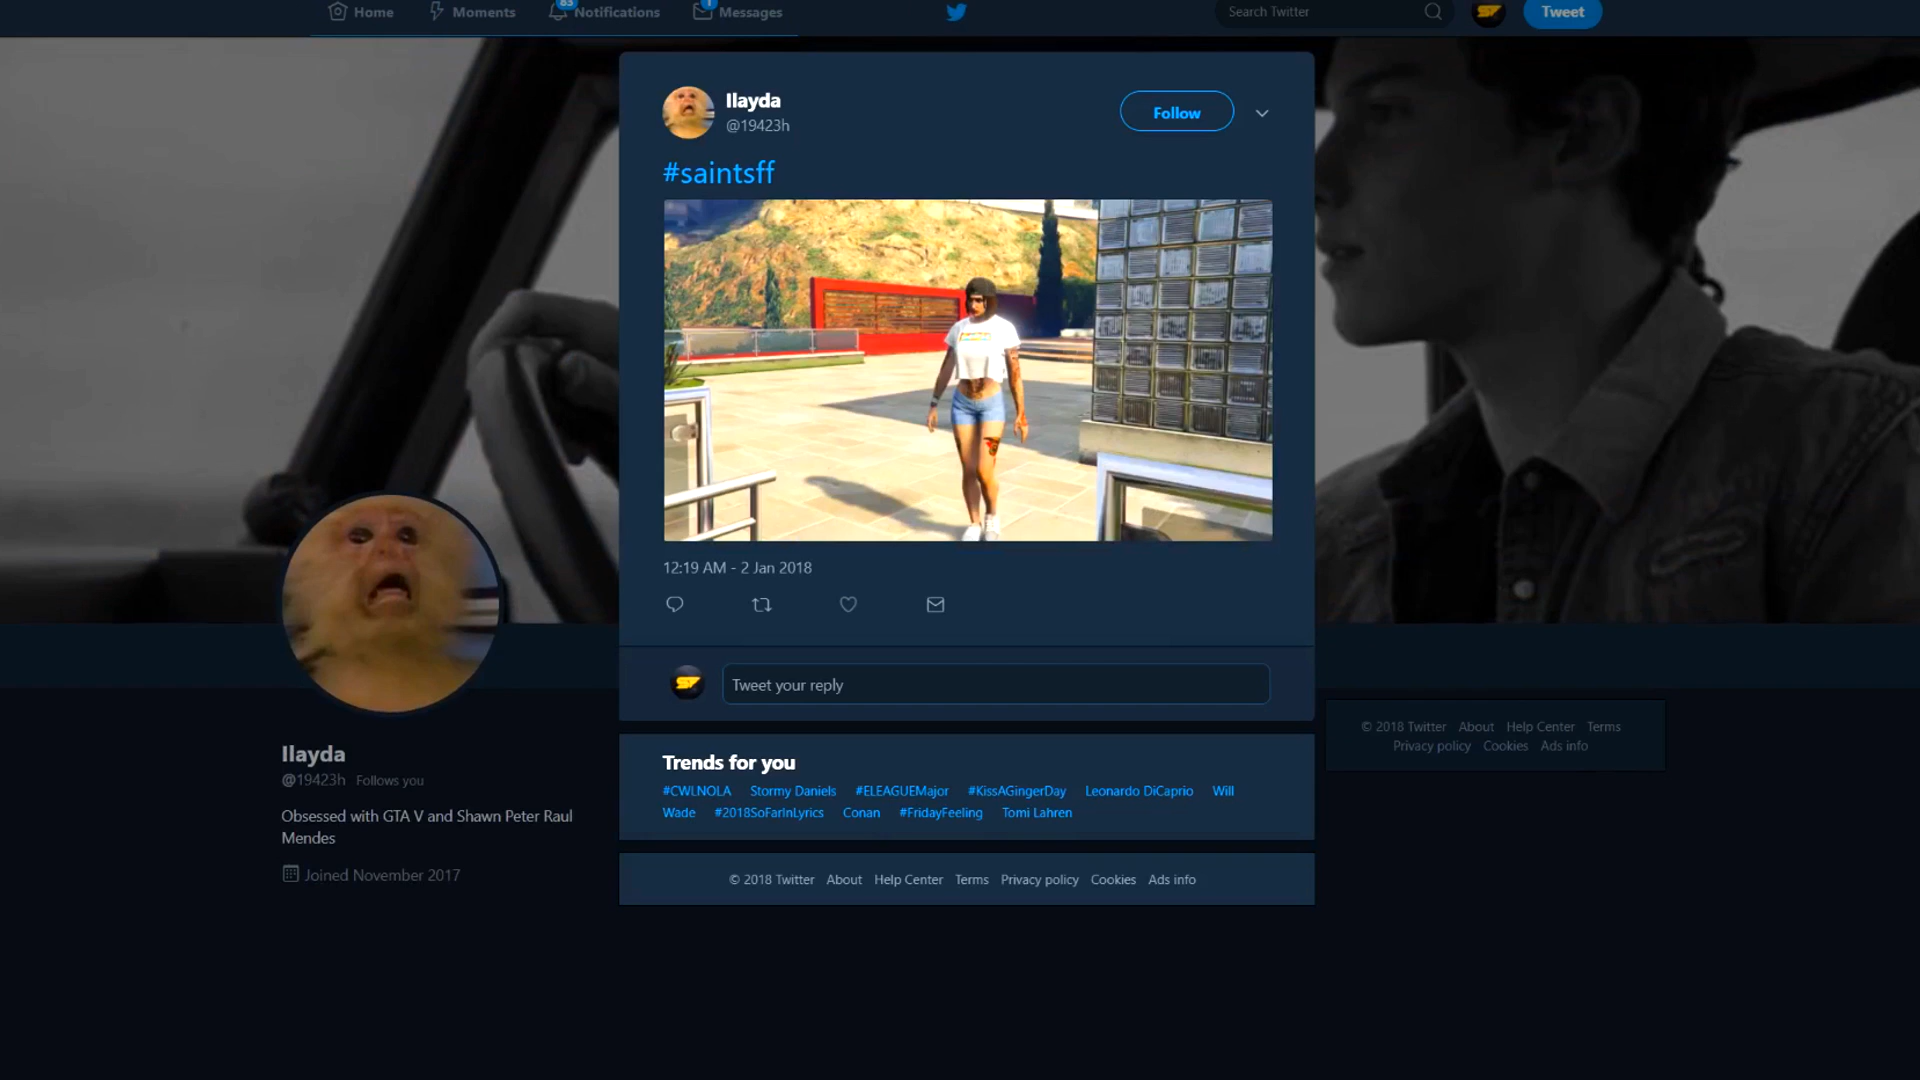 Home Moments 83 Notifications 1 Messages Search Twitter Tweet
Ilayda
@19423h
Follow
#saintsff
12:19 AM - 2 Jan 2018
Tweet your reply
Trends for you
#CWLNOLA Stormy Daniels #ELEAGUEMajor #KissAGingerDay Leonardo DiCaprio Will
Wade #2018SoFarInLyrics Conan #FridayFeeling Tomi Lahren
© 2018 Twitter About Help Center Terms Privacy policy Cookies Ads info
Ilayda
@19423h Follows you
Obsessed with GTA V and Shawn Peter Raul
Mendes
Joined November 2017
© 2018 Twitter About Help Center Terms
Privacy policy Cookies Ads info